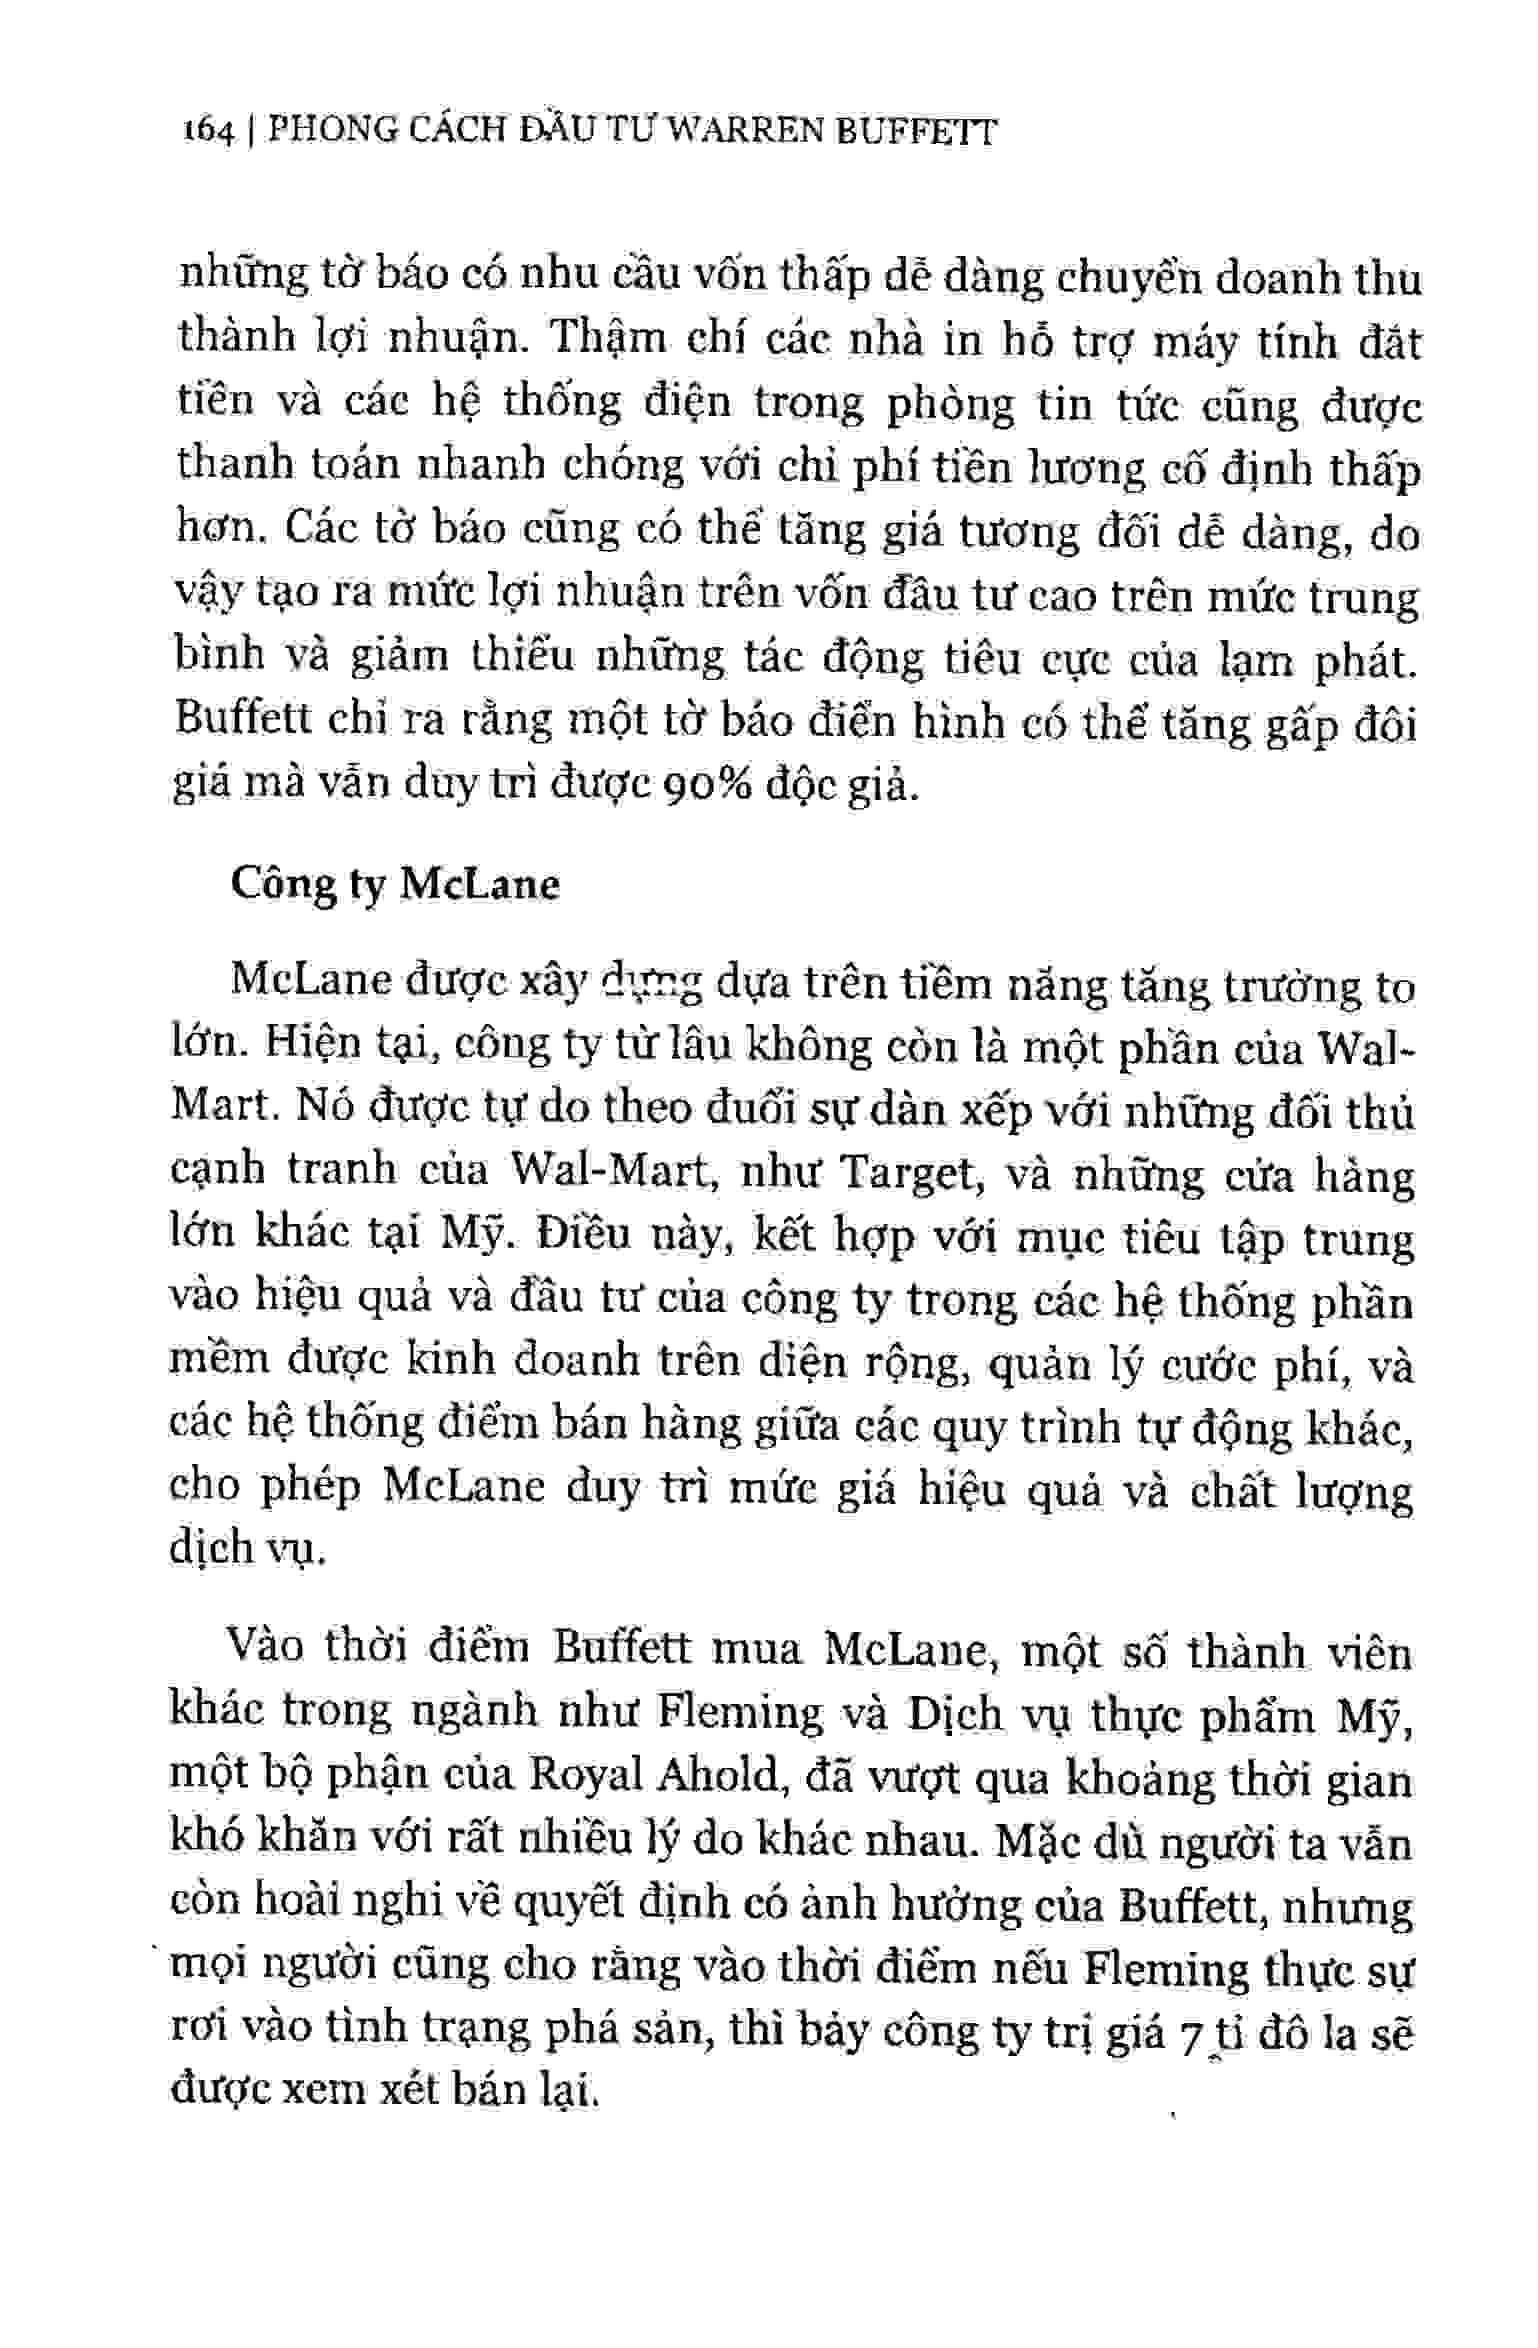 164 | PHONG CÁCH ĐẦU TƯ WARREN BUFFETT
những tờ báo có nhu cầu vốn thấp dễ dàng chuyển doanh thu
thành lợi nhuận. Thậm chí các nhà in hỗ trợ máy tính đắt
tiền và các hệ thống điện trong phòng tin tức cũng được
thanh toán nhanh chóng với chi phí tiền lương cố định thấp
hơn. Các tờ báo cũng có thể tăng giá tương đối dễ dàng, do
vậy tạo ra mức lợi nhuận trên vốn đầu tư cao trên mức trung
bình và giảm thiểu những tác động tiêu cực của lạm phát.
Buffett chỉ ra rằng một tờ báo điển hình có thể tăng gấp đôi
giá mà vẫn duy trì được 90% độc giả.
Công ty McLane
McLane được xây dựng dựa trên tiềm năng tăng trưởng to
lớn. Hiện tại, công ty từ lâu không còn là một phần của Wal-
Mart. Nó được tự do theo đuổi sự dàn xếp với những đối thủ
cạnh tranh của Wal-Mart, như Target, và những cửa hàng
lớn khác tại Mỹ. Điều này, kết hợp với mục tiêu tập trung
vào hiệu quả và đầu tư của công ty trong các hệ thống phần
mềm được kinh doanh trên diện rộng, quản lý cước phí, và
các hệ thống điểm bán hàng giữa các quy trình tự động khác,
cho phép McLane duy trì mức giá hiệu quả và chất lượng
dịch vụ.
Vào thời điểm Buffett mua McLane, một số thành viên
khác trong ngành như Fleming và Dịch vụ thực phẩm Mỹ,
một bộ phận của Royal Ahold, đã vượt qua khoảng thời gian
khó khăn với rất nhiều lý do khác nhau. Mặc dù người ta vẫn
còn hoài nghi về quyết định có ảnh hưởng của Buffett, nhưng
mọi người cũng cho rằng vào thời điểm nếu Fleming thực sự
rơi vào tình trạng phá sản, thì bảy công ty trị giá 7 tỉ đô la sẽ
được xem xét bán lại.